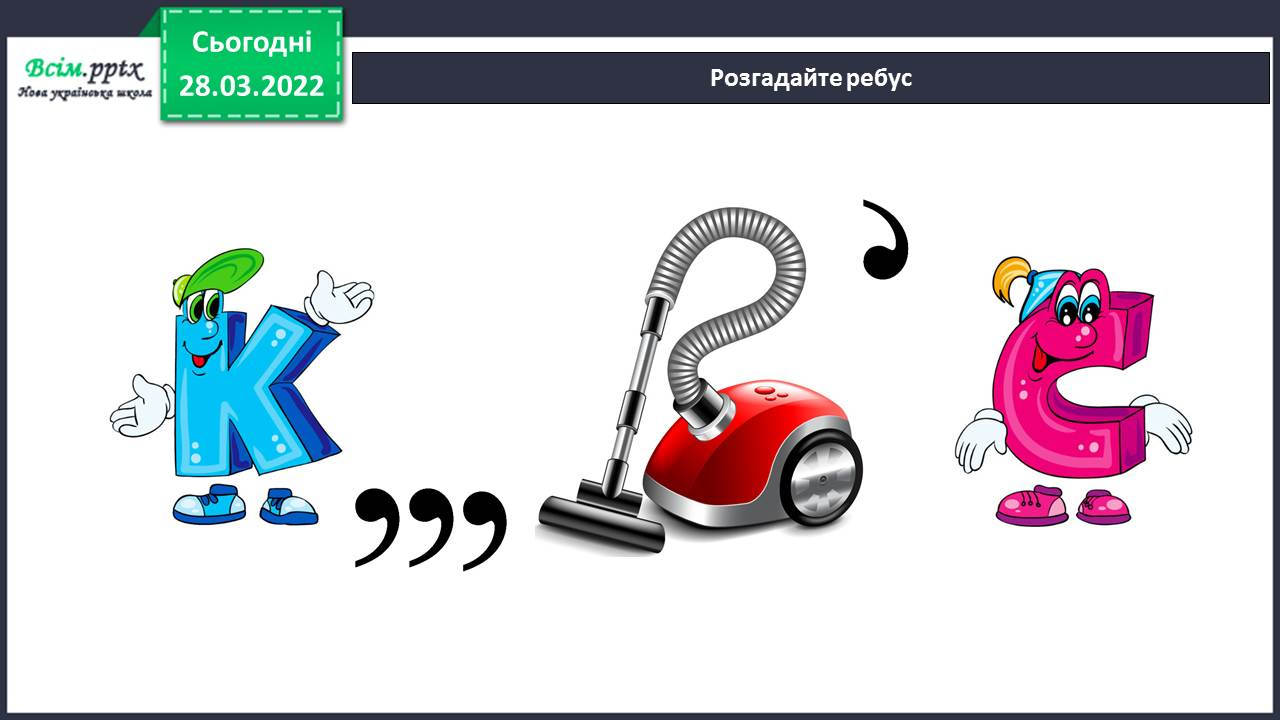 Всім.pptx
Нова українська школа
Сьогодні
28.03.2022
Розгадайте ребус
К
,,,
,
С